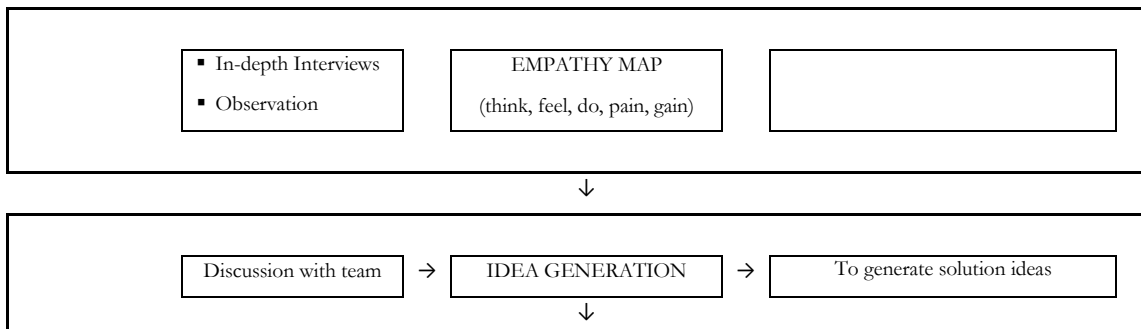 ▪ In-depth Interviews
▪ Observation
EMPATHY MAP
(think, feel, do, pain, gain)
↓
Discussion with team → IDEA GENERATION → To generate solution ideas
↓